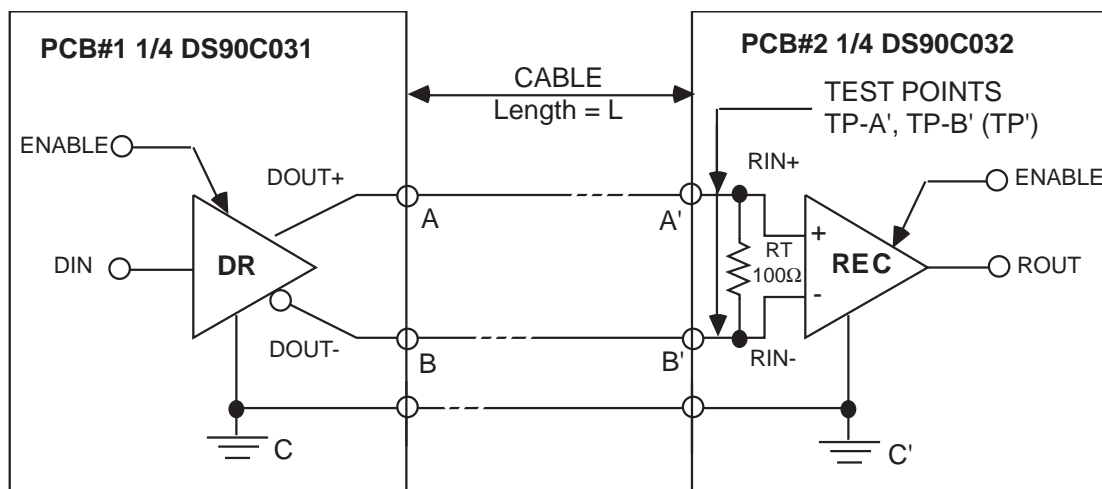 PCB#1 1/4 DS90C031
PCB#2 1/4 DS90C032
CABLE
Length = L
TEST POINTS
TP-A', TP-B' (TP')
ENABLE
DOUT+
RIN+
ENABLE
A
A'
DIN
DR
+
RT
100Ω
REC
ROUT
-
DOUT-
B
B'
RIN-
C
C'